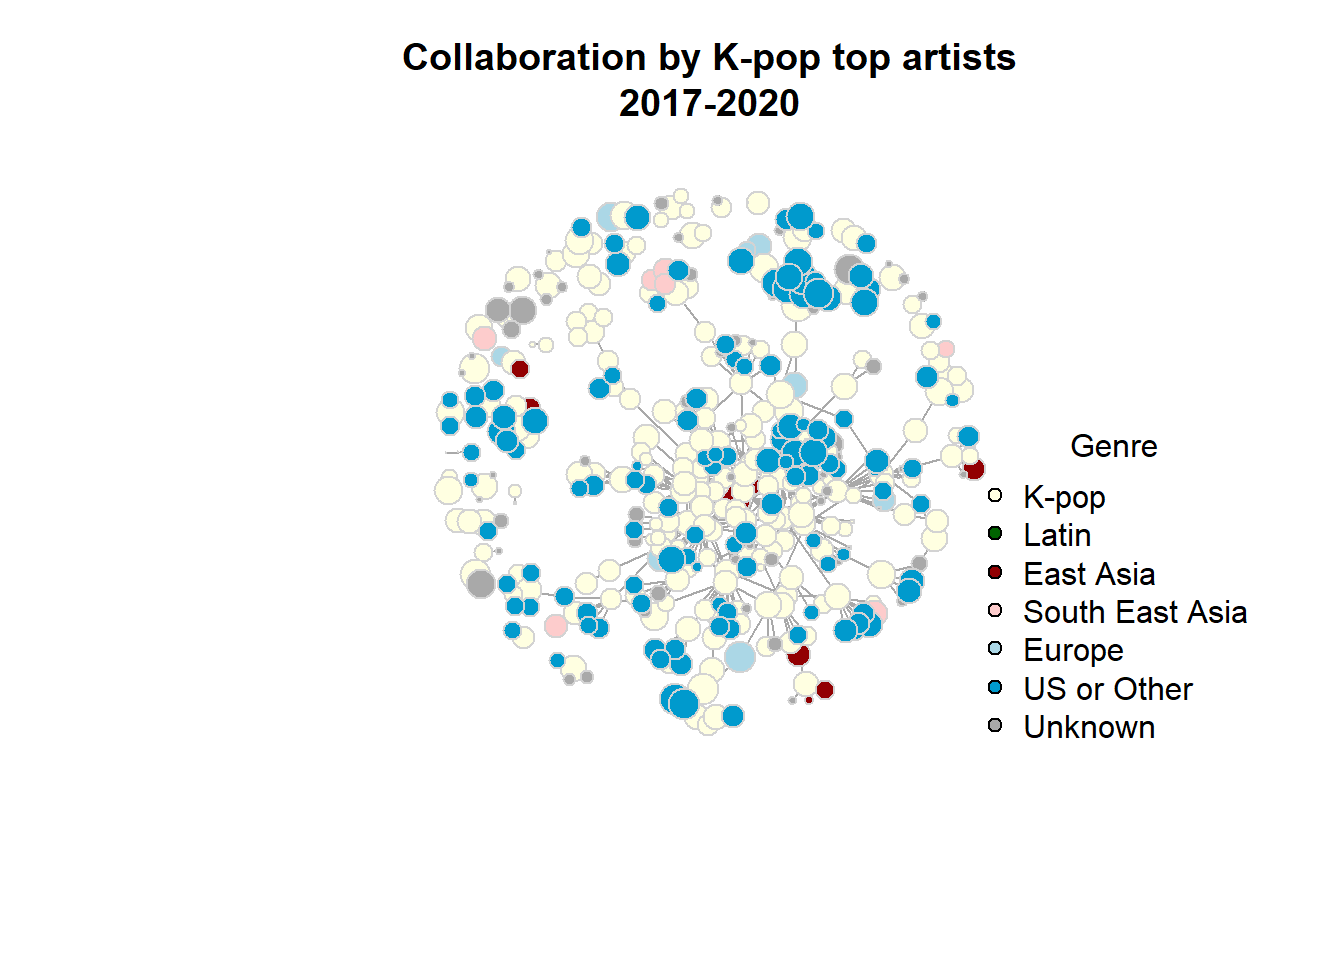 Collaboration by K-pop top artists
2017-2020
Genre
K-pop
Latin
East Asia
South East Asia
Europe
US or Other
Unknown